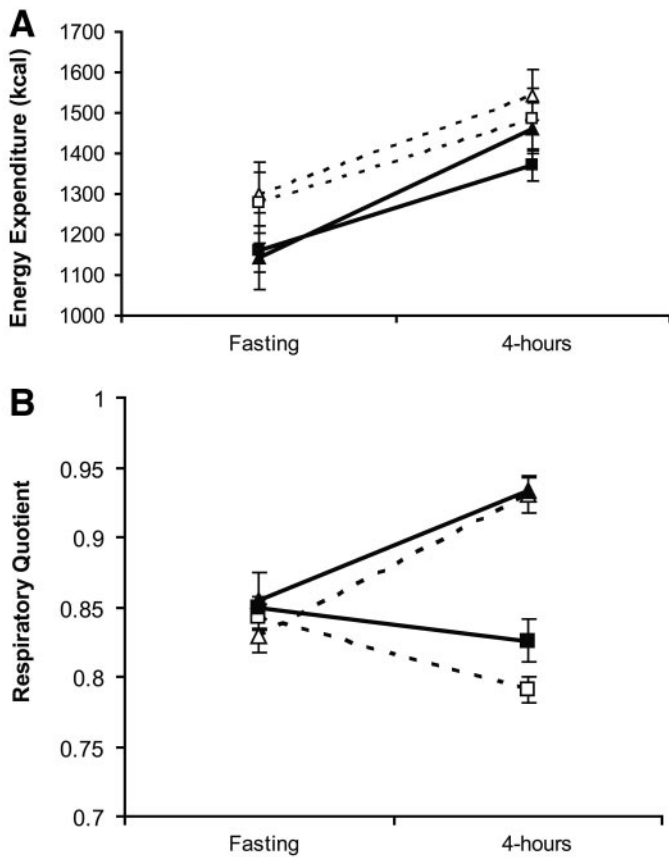 A
Energy Expenditure (kcal)
1700
1600
1500
1400
1300
1200
1100
1000
Fasting 4-hours
B
Respiratory Quotient
1
0.95
0.9
0.85
0.8
0.75
0.7
Fasting 4-hours